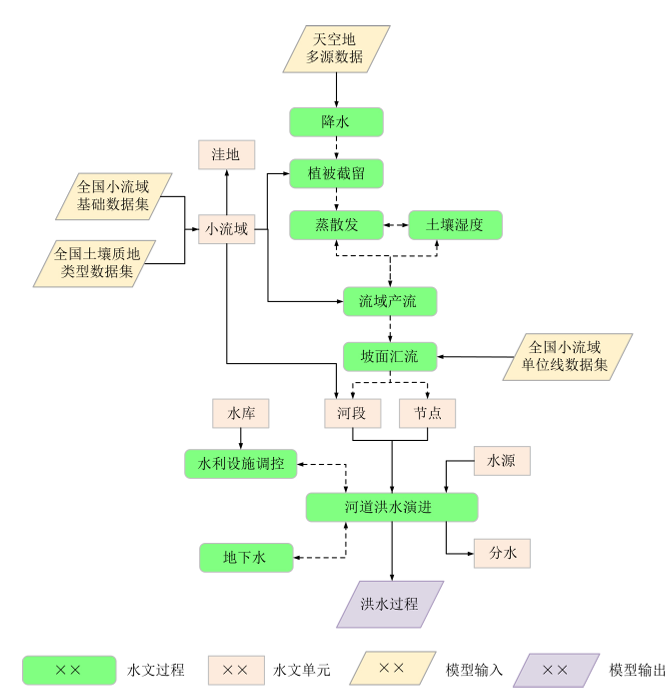 天空地
多源数据
降水
洼地
植被截留
全国小流域
基础数据集
小流域
蒸散发
土壤湿度
全国土壤质地
类型数据集
流域产流
坡面汇流
全国小流域
单位线数据集
水库
河段
节点
水利设施调控
水源
河道洪水演进
地下水
分水
洪水过程
×× 水文过程 ×× 水文单元 ×× 模型输入 ×× 模型输出